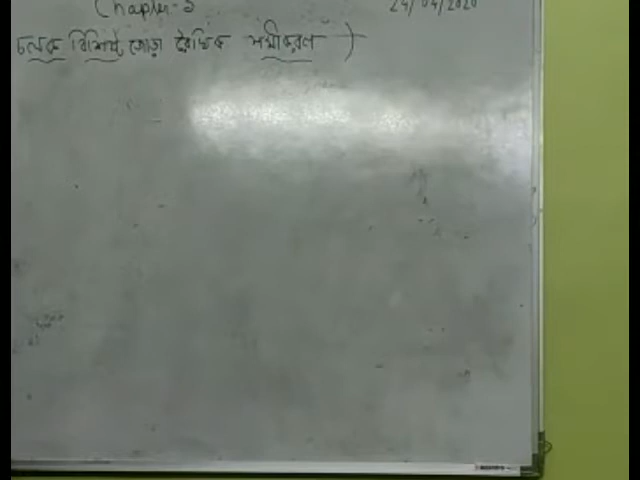 Chapter-3 24/04/2020
চলক বিশিষ্ট জোড়া রৈখিক সমীকরণ )